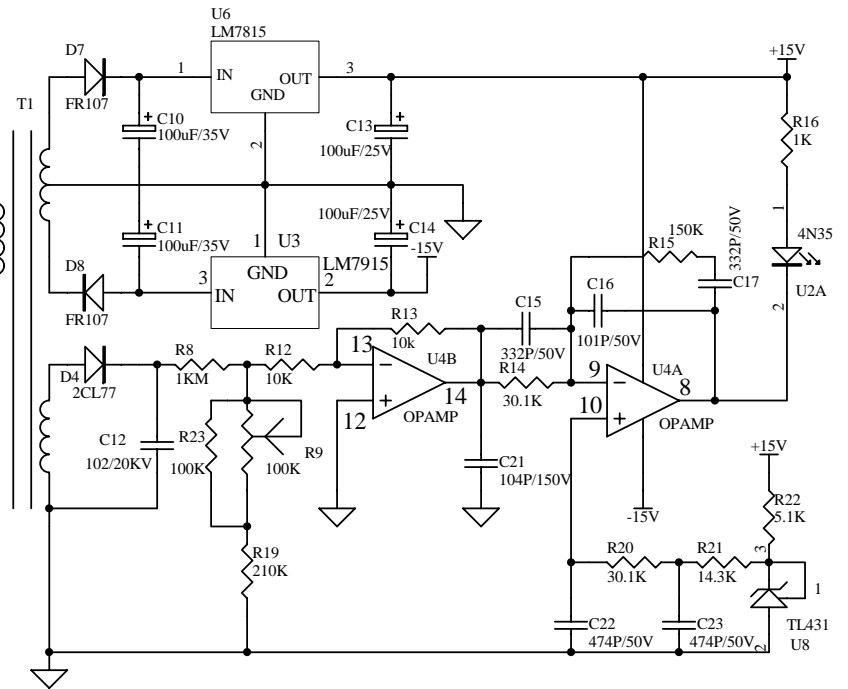 U6
LM7815
D7
FR107
1
IN
OUT
GND
3
2
+15V
T1
C10
100uF/35V
C13
100uF/25V
R16
1K
C11
100uF/35V
100uF/25V
C14
-15V
1
U3
LM7915
GND
3
IN
OUT
2
D8
FR107
150K
R15
332P/50V
C17
1
4N35
U2A
2
C16
101P/50V
C15
332P/50V
R13
10k
D4
2CL77
R8
1KM
R12
10K
13
12
U4B
14
OPAMP
R14
30.1K
9
10
U4A
8
OPAMP
C12
102/20KV
R23
100K
R9
100K
C21
104P/150V
-15V
+15V
R22
5.1K
3
R19
210K
R20
30.1K
R21
14.3K
1
TL431
U8
2
C22
474P/50V
C23
474P/50V